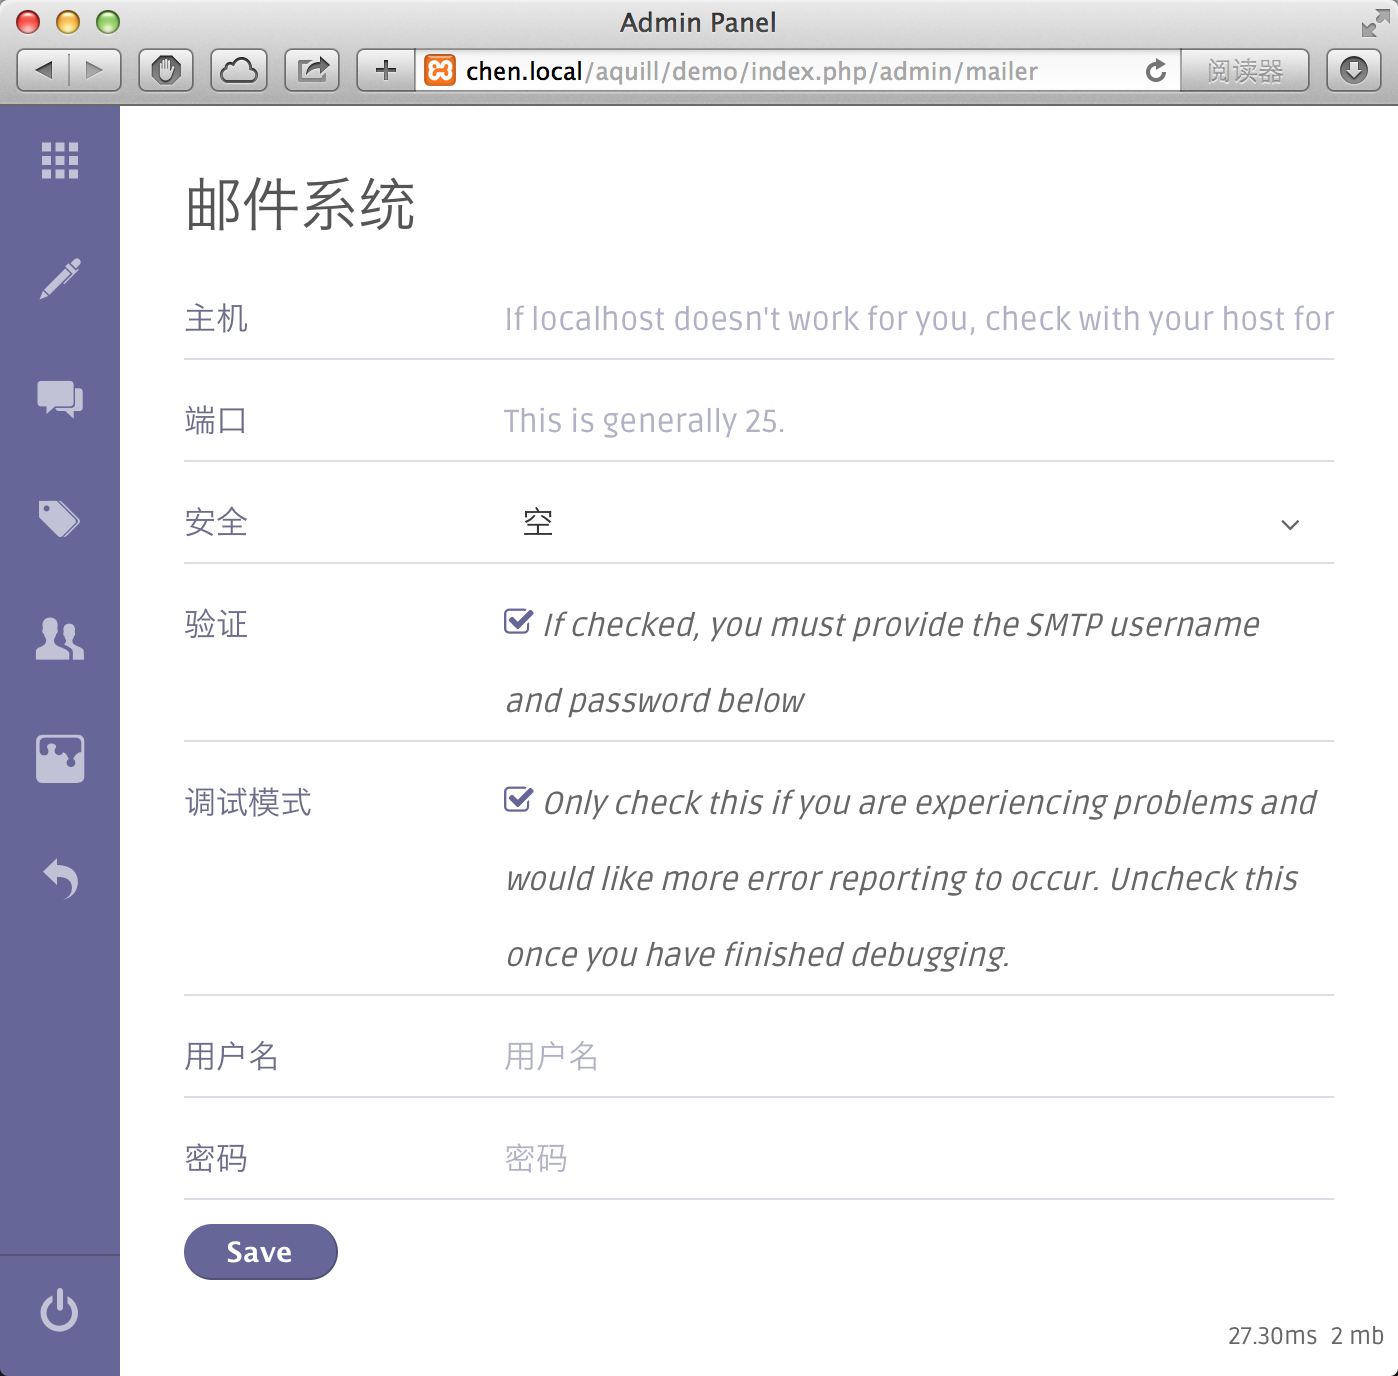 Admin Panel
chen.local/aquill/demo/index.php/admin/mailer
阅读器
邮件系统
主机
If localhost doesn't work for you, check with your host for
端口
This is generally 25.
安全
空
验证
If checked, you must provide the SMTP username
and password below
调试模式
Only check this if you are experiencing problems and
would like more error reporting to occur. Uncheck this
once you have finished debugging.
用户名
用户名
密码
密码
Save
27.30ms 2 mb